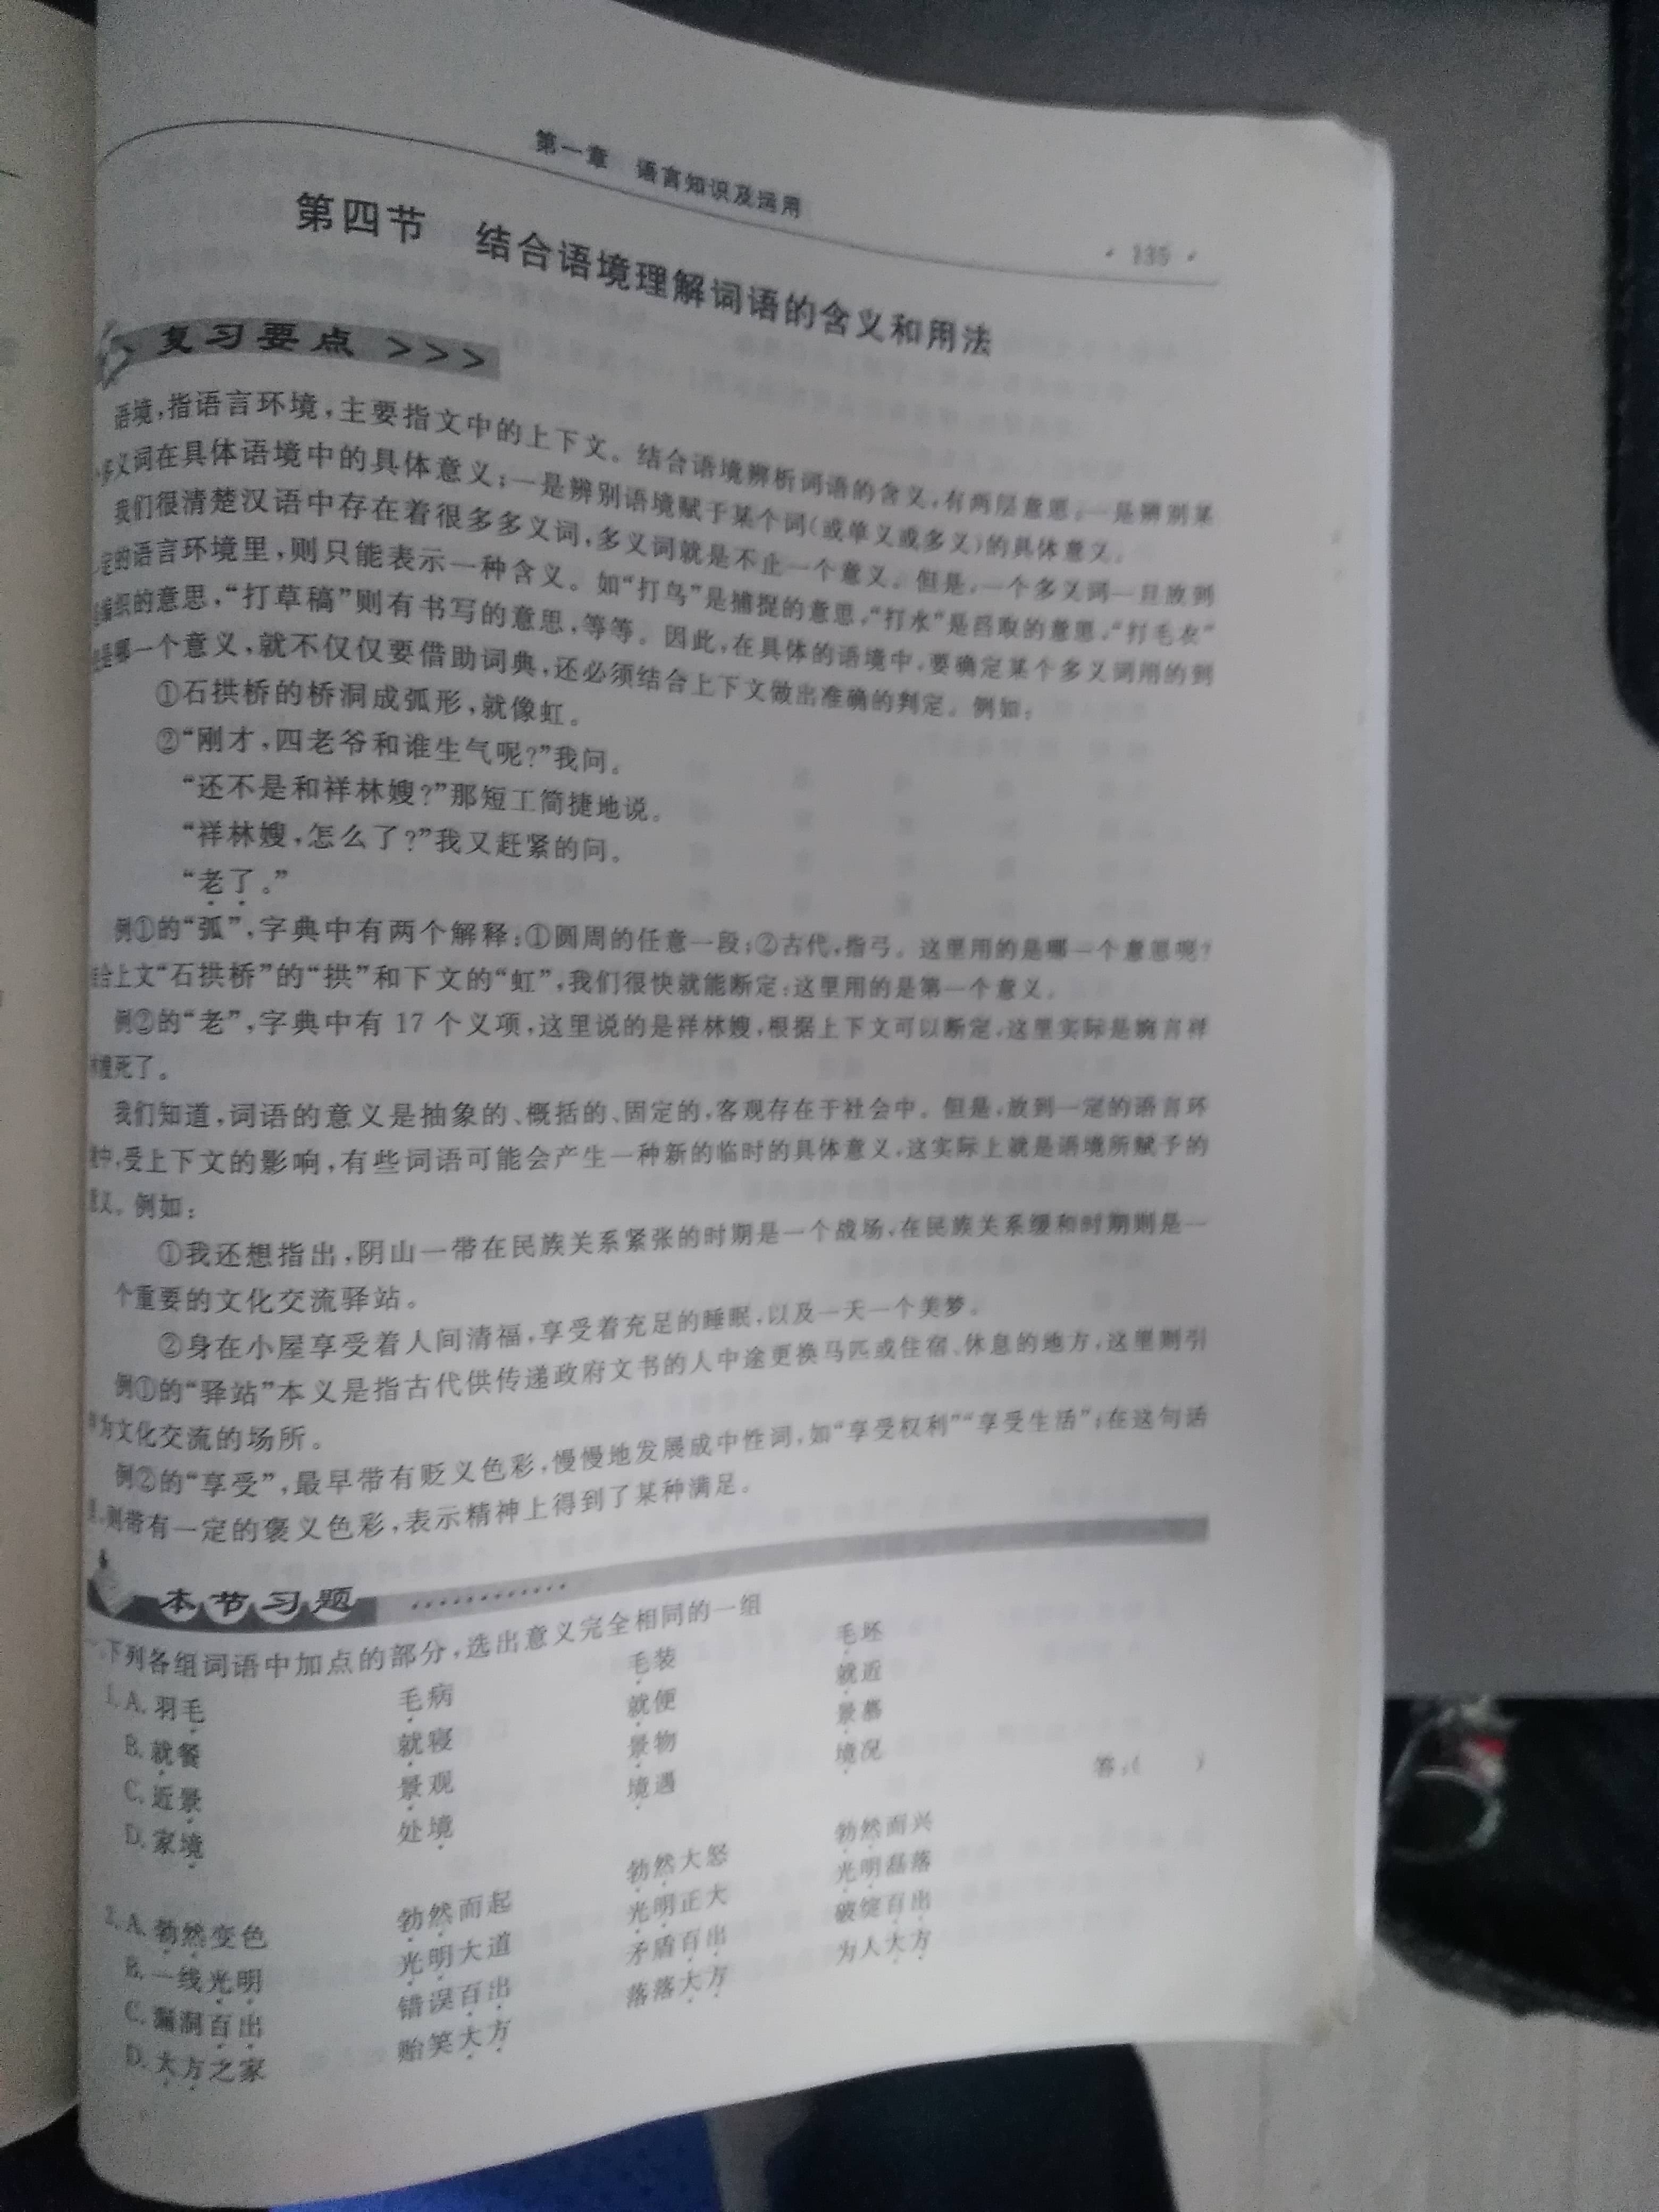 第一章 语言知识及运用
· 139 ·
第四节 结合语境理解词语的含义和用法
复习要点 >>>
语境,指语言环境,主要指文中的上下文。结合语境辨析词语的含义,有两层意思:一是辨别某
多义词在具体语境中的具体意义;一是辨别语境赋于某个词(或单义或多义)的具体意义。
我们很清楚汉语中存在着很多多义词,多义词就是不止一个意义。但是,一个多义词一旦放到
定的语言环境里,则只能表示一种含义。如“打鸟”是捕捉的意思,“打水”是舀取的意思,“打毛衣”
编织的意思,“打草稿”则有书写的意思,等等。因此,在具体的语境中,要确定某个多义词用的到
是哪一个意义,就不仅仅要借助词典,还必须结合上下文做出准确的判定。例如:
①石拱桥的桥洞成弧形,就像虹。
②“刚才,四老爷和谁生气呢?”我问。
“还不是和祥林嫂?”那短工简捷地说。
“祥林嫂,怎么了?”我又赶紧的问。
“老了。”
例①的“弧”,字典中有两个解释:①圆周的任意一段;②古代,指弓。这里用的是哪一个意思呢?
合上文“石拱桥”的“拱”和下文的“虹”,我们很快就能断定:这里用的是第一个意义。
例②的“老”,字典中有 17 个义项,这里说的是祥林嫂,根据上下文可以断定,这里实际是婉言祥
嫂死了。
我们知道,词语的意义是抽象的、概括的、固定的,客观存在于社会中。但是,放到一定的语言环
中,受上下文的影响,有些词语可能会产生一种新的临时的具体意义,这实际上就是语境所赋予的
意义。例如:
①我还想指出,阴山一带在民族关系紧张的时期是一个战场,在民族关系缓和时期则是一
个重要的文化交流驿站。
②身在小屋享受着人间清福,享受着充足的睡眠,以及一天一个美梦。
例①的“驿站”本义是指古代供传递政府文书的人中途更换马匹或住宿、休息的地方,这里则引
为文化交流的场所。
例②的“享受”,最早带有贬义色彩,慢慢地发展成中性词,如“享受权利”“享受生活”;在这句话
,则带有一定的褒义色彩,表示精神上得到了某种满足。
本节习题
下列各组词语中加点的部分,选出意义完全相同的一组
1. A. 羽毛 毛病 毛装 毛坯
B. 就餐 就寝 就便 就近
C. 近景 景观 景物 景慕
D. 家境 处境 境遇 境况
答:( )
2. A. 勃然变色 勃然而起 勃然大怒 勃然而兴
B. 一线光明 光明大道 光明正大 光明磊落
C. 漏洞百出 错误百出 矛盾百出 破绽百出
D. 大方之家 贻笑大方 落落大方 为人大方